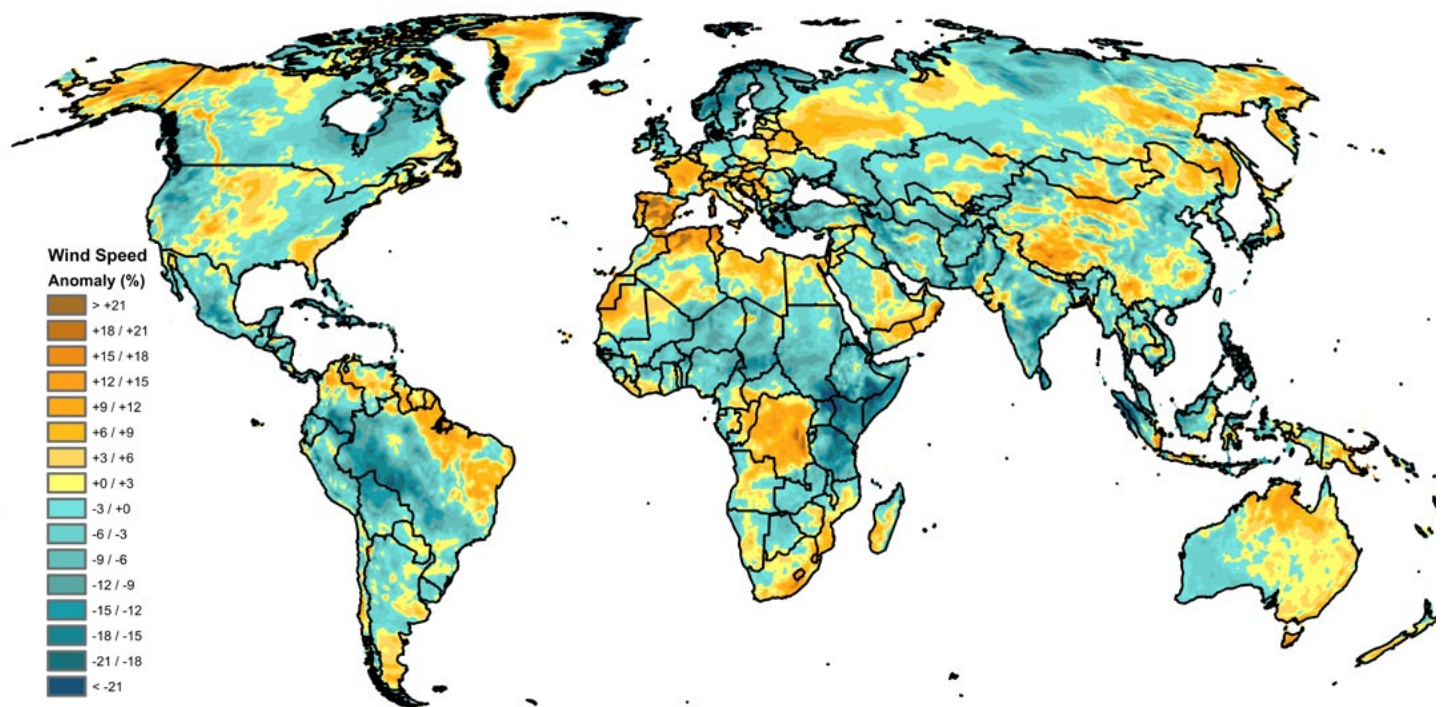 Wind Speed
Anomaly (%)
> +21
+18 / +21
+15 / +18
+12 / +15
+9 / +12
+6 / +9
+3 / +6
+0 / +3
-3 / +0
-6 / -3
-9 / -6
-12 / -9
-15 / -12
-18 / -15
-21 / -18
< -21